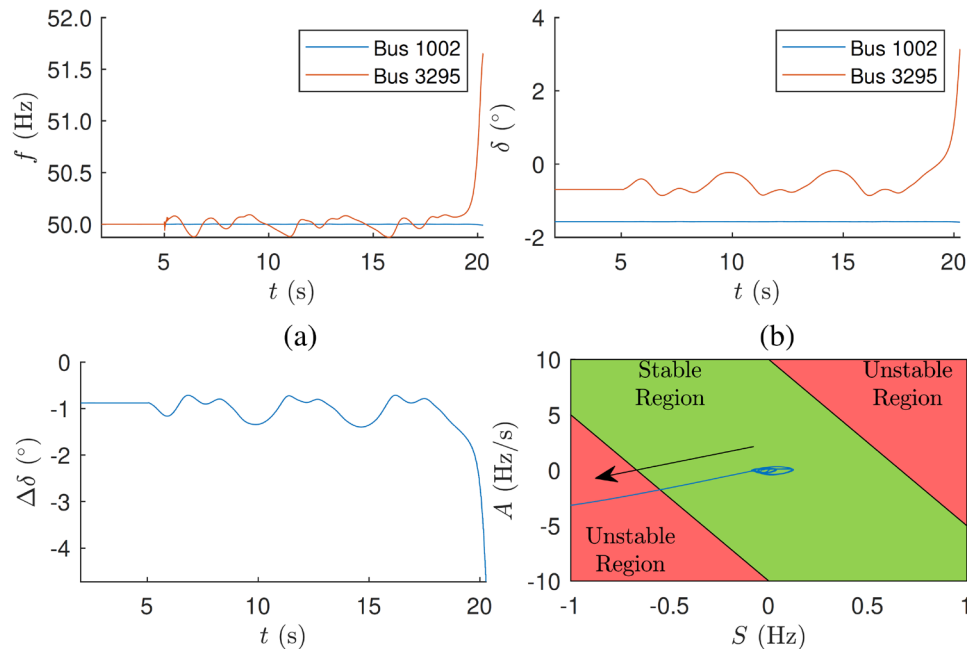 52.0
51.5
51.0
50.5
50.0
f (Hz)
Bus 1002
Bus 3295
5
10
15
20
t (s)
(a)
4
2
0
-2
δ (°)
Bus 1002
Bus 3295
5
10
15
20
t (s)
(b)
0
-1
-2
-3
-4
Δδ (°)
5
10
15
20
t (s)
10
5
0
-5
-10
A (Hz/s)
Stable
Region
Unstable
Region
Unstable
Region
-1
-0.5
0
0.5
1
S (Hz)